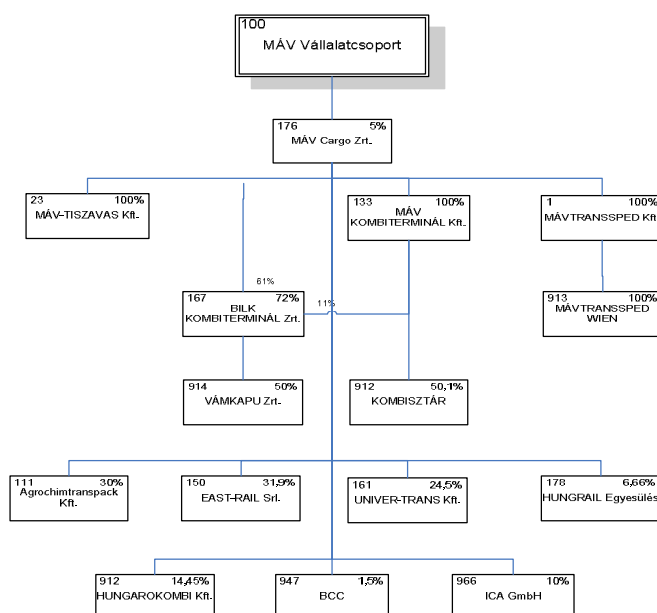 100
MÁV Vállalatcsoport
176 5%
MÁV Cargo Zrt.
23 100%
MÁV-TISZAVAS Kft.
133 100%
MÁV
KOMBITERMINÁL Kft.
1 100%
MÁVTRANSSPED Kft
61%
167 72%
BILK
KOMBITERMINÁL Zrt.
11%
913 100%
MÁVTRANSSPED
WIEN
914 50%
VÁMKAPU Zrt.
912 50,1%
KOMBISZTÁR
111 30%
Agrochimtranspack
Kft.
150 31,9%
EAST-RAIL Srl.
161 24,5%
UNIVER-TRANS Kft.
178 6,66%
HUNGRAIL Egyesülés
912 14,45%
HUNGAROKOMBI Kft.
947 1,5%
BCC
966 10%
ICA GmbH